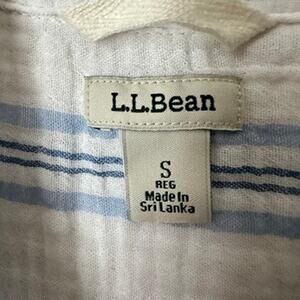 L.L.Bean
S
REG
Made In
Sri Lanka